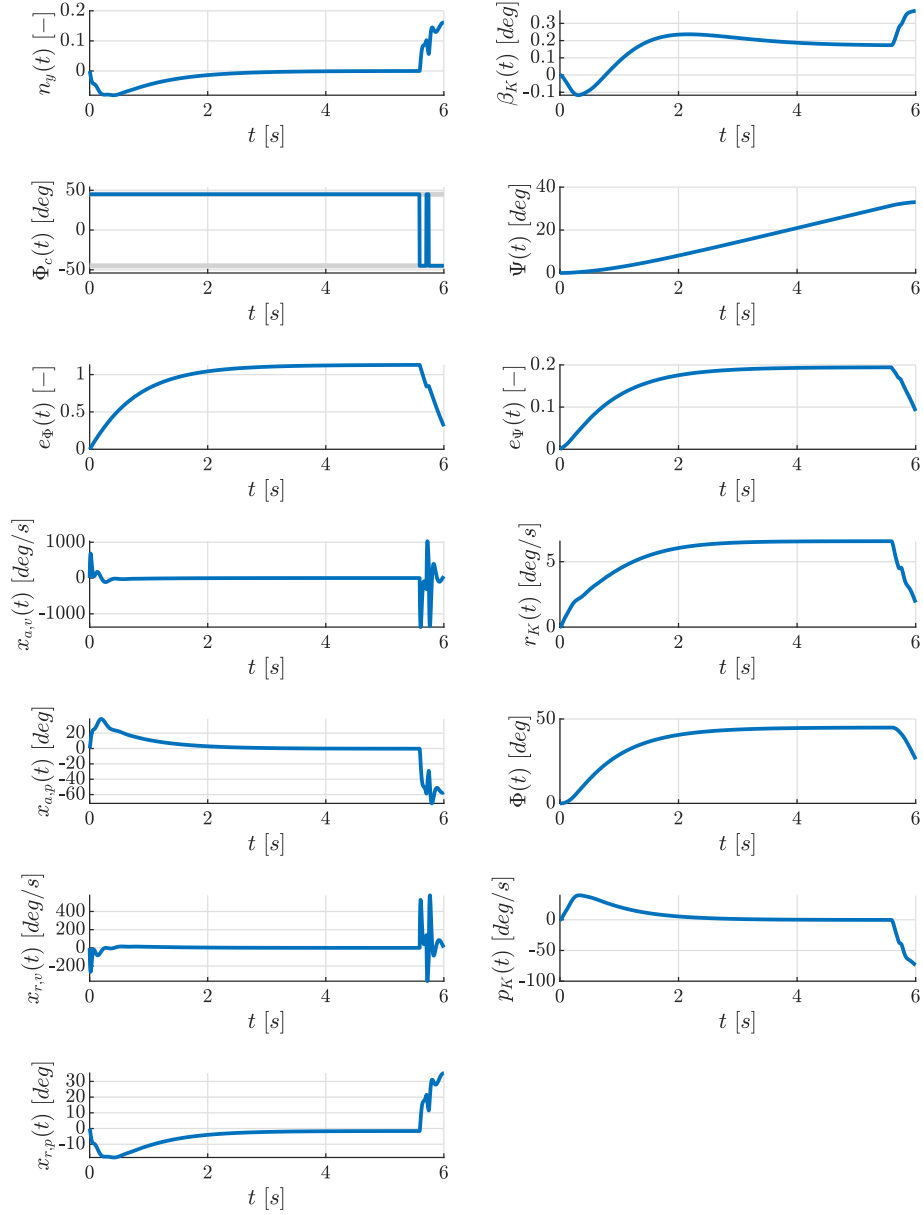 n_y(t) [−]
0.2
0.1
0
0 2 4 6
t [s]
β_K(t) [deg]
0.3
0.2
0.1
0
-0.1
0 2 4 6
t [s]
Φ_c(t) [deg]
50
0
-50
0 2 4 6
t [s]
Ψ(t) [deg]
40
20
0
0 2 4 6
t [s]
e_Φ(t) [−]
1
0.5
0
0 2 4 6
t [s]
e_Ψ(t) [−]
0.2
0.1
0
0 2 4 6
t [s]
x_{a,v}(t) [deg/s]
1000
0
-1000
0 2 4 6
t [s]
r_K(t) [deg/s]
5
0
0 2 4 6
t [s]
x_{a,p}(t) [deg]
20
0
-20
-40
-60
0 2 4 6
t [s]
Φ(t) [deg]
50
0
0 2 4 6
t [s]
x_{r,v}(t) [deg/s]
400
200
0
-200
0 2 4 6
t [s]
p_K(t) [deg/s]
0
-50
-100
0 2 4 6
t [s]
x_{r,p}(t) [deg]
30
20
10
0
-10
0 2 4 6
t [s]